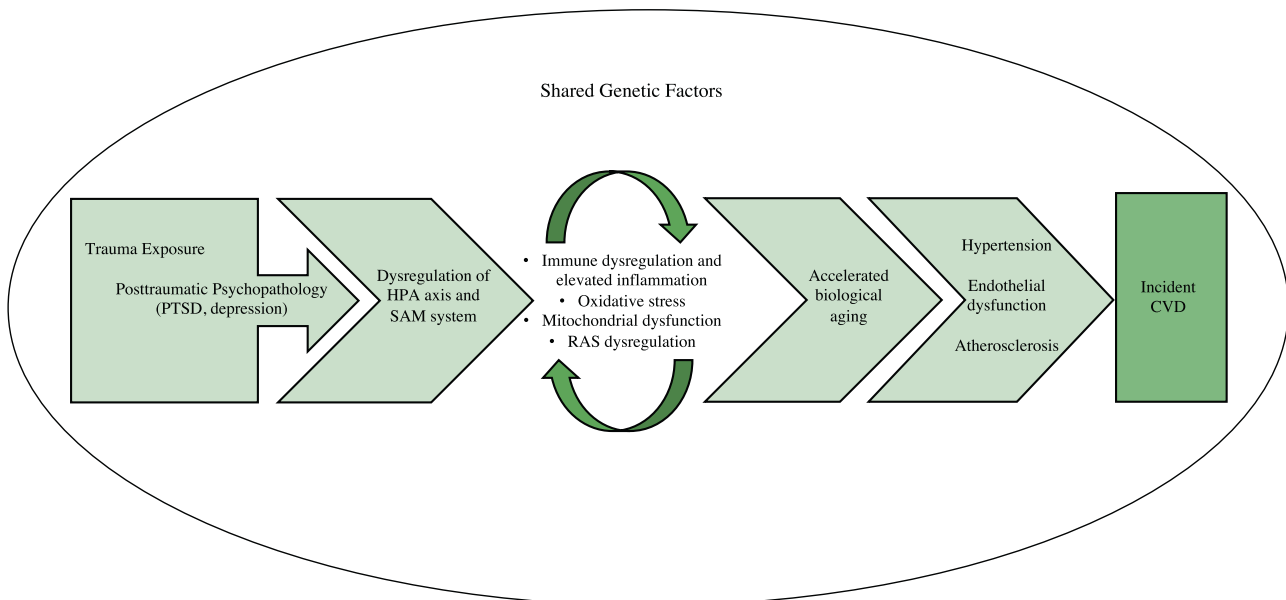 Shared Genetic Factors
Trauma Exposure
Posttraumatic Psychopathology
(PTSD, depression)
Dysregulation of
HPA axis and
SAM system
• Immune dysregulation and
elevated inflammation
• Oxidative stress
• Mitochondrial dysfunction
• RAS dysregulation
Accelerated
biological
aging
Hypertension
Endothelial
dysfunction
Atherosclerosis
Incident
CVD